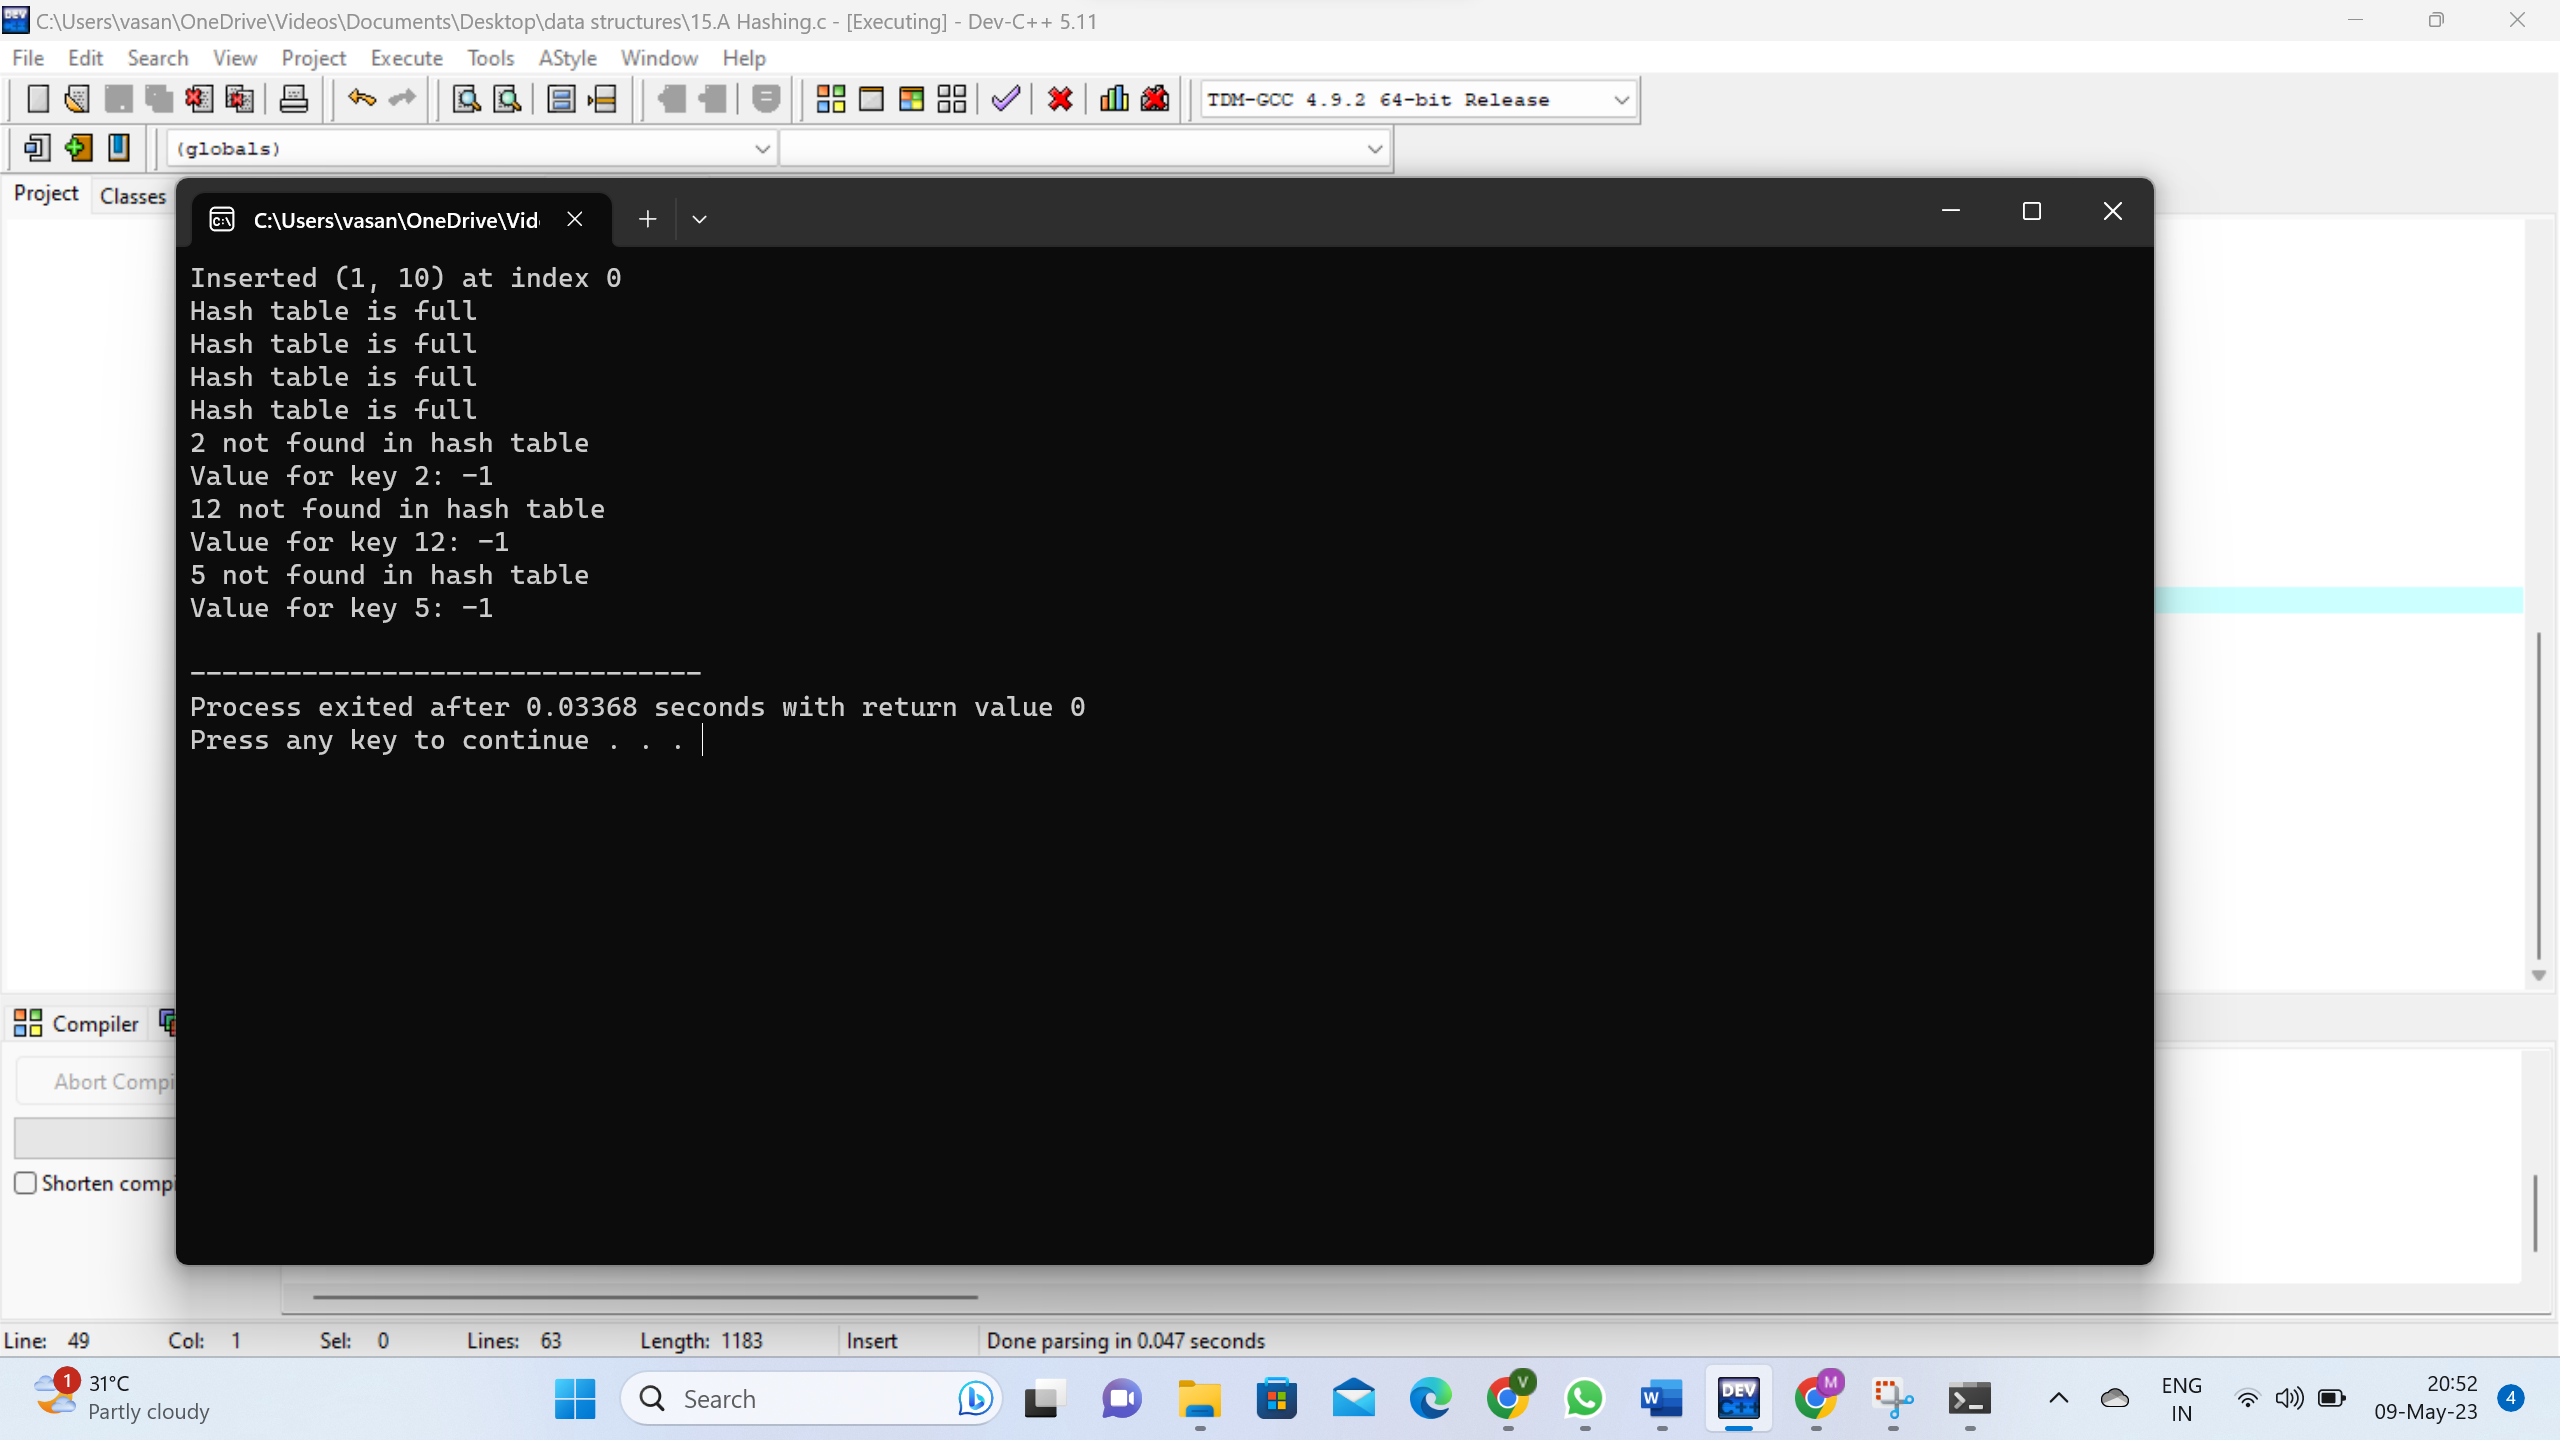 C:\Users\vasan\OneDrive\Videos\Documents\Desktop\data structures\15.A Hashing.c - [Executing] - Dev-C++ 5.11
File Edit Search View Project Execute Tools AStyle Window Help
TDM-GCC 4.9.2 64-bit Release
(globals)
Project Classes
C:\Users\vasan\OneDrive\Vid
Inserted (1, 10) at index 0
Hash table is full
Hash table is full
Hash table is full
Hash table is full
2 not found in hash table
Value for key 2: -1
12 not found in hash table
Value for key 12: -1
5 not found in hash table
Value for key 5: -1
--------------------------------
Process exited after 0.03368 seconds with return value 0
Press any key to continue . . .
Compiler
Abort Compi
Shorten compi
Line: 49 Col: 1 Sel: 0 Lines: 63 Length: 1183 Insert Done parsing in 0.047 seconds
1 31°C
Partly cloudy
Search
V
W
DEV
C++
M
ENG
IN
20:52
09-May-23
4